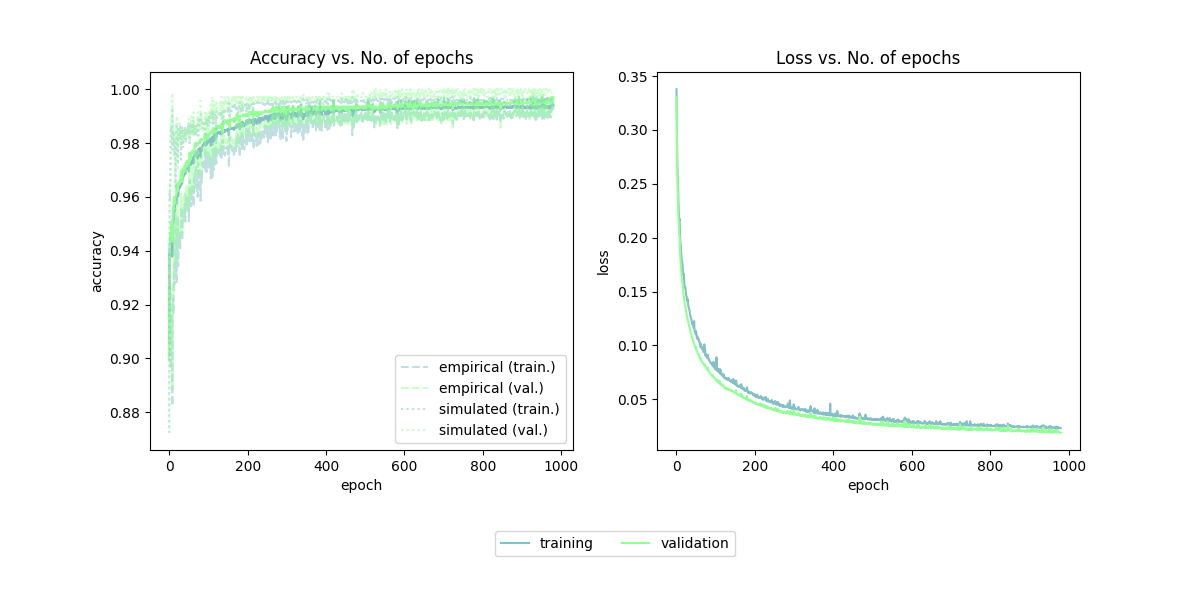 Accuracy vs. No. of epochs
1.00
0.98
0.96
0.94
0.92
0.90
0.88
accuracy
0 200 400 600 800 1000
epoch
empirical (train.)
empirical (val.)
simulated (train.)
simulated (val.)
Loss vs. No. of epochs
0.35
0.30
0.25
0.20
0.15
0.10
0.05
loss
0 200 400 600 800 1000
epoch
training validation